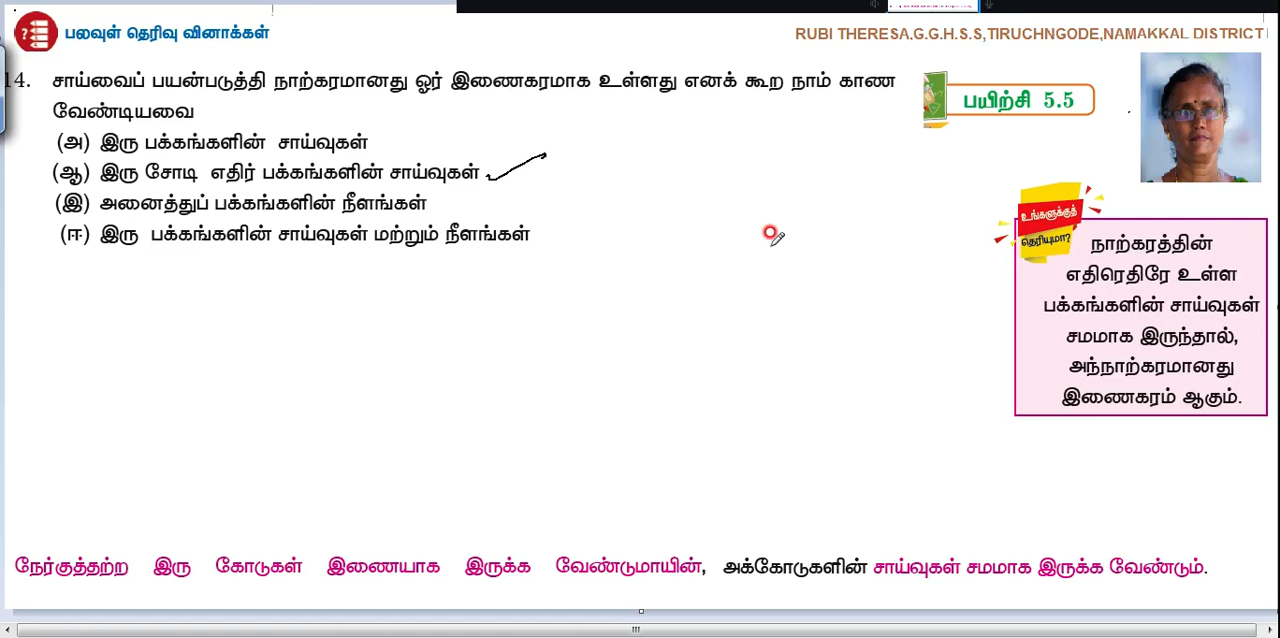 பலவுள் தெரிவு வினாக்கள்
RUBI THERESA,G.G.H.S.S,TIRUCHNGODE,NAMAKKAL DISTRICT
14. சாய்வைப் பயன்படுத்தி நாற்கரமானது ஓர் இணைகரமாக உள்ளது எனக் கூற நாம் காண
வேண்டியவை
(அ) இரு பக்கங்களின் சாய்வுகள்
(ஆ) இரு சோடி எதிர் பக்கங்களின் சாய்வுகள்
(இ) அனைத்துப் பக்கங்களின் நீளங்கள்
(ஈ) இரு பக்கங்களின் சாய்வுகள் மற்றும் நீளங்கள்
பயிற்சி 5.5
உங்களுக்குத்
தெரியுமா?
நாற்கரத்தின்
எதிரெதிரே உள்ள
பக்கங்களின் சாய்வுகள்
சமமாக இருந்தால்,
அந்நாற்கரமானது
இணைகரம் ஆகும்.
நேர்குத்தற்ற இரு கோடுகள் இணையாக இருக்க வேண்டுமாயின், அக்கோடுகளின் சாய்வுகள் சமமாக இருக்க வேண்டும்.